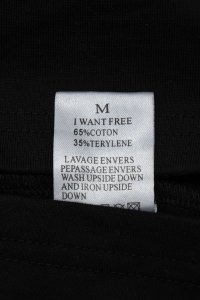 M
I WANT FREE
65%COTON
35%TERYLENE
LAVAGE ENVERS
PEPASSAGE ENVERS
WASH UPSIDE DOWN
AND IRON UPSIDE
DOWN